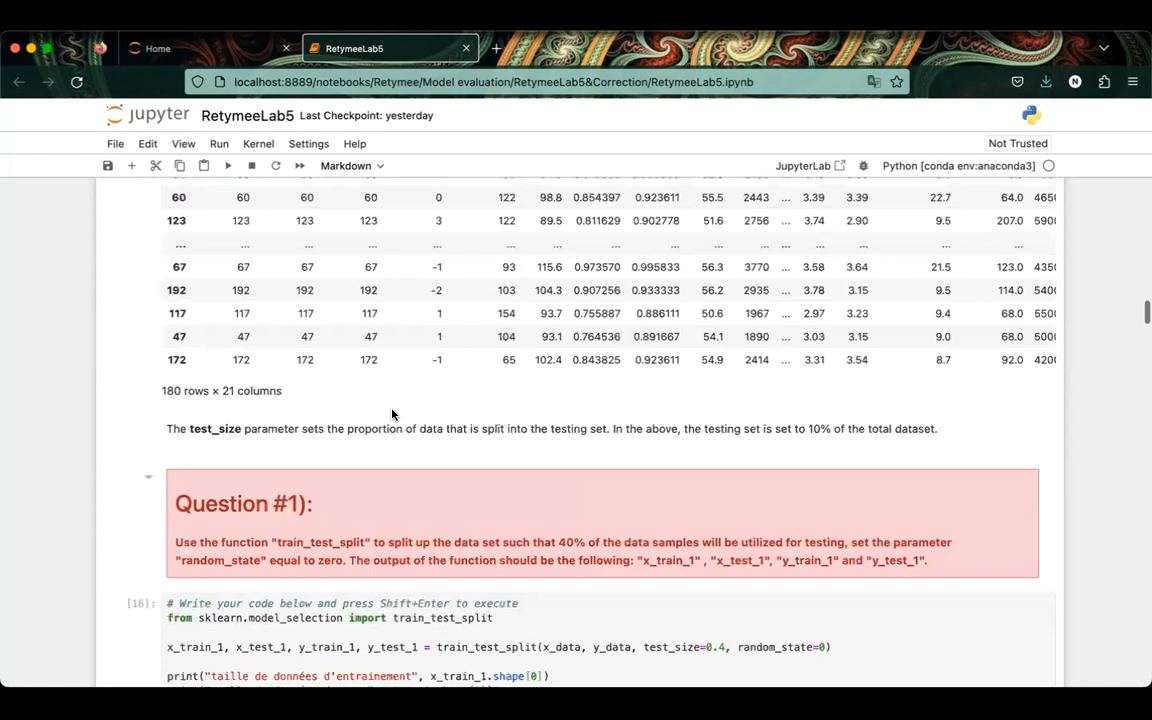 Home
RetymeeLab5
localhost:8889/notebooks/Retymee/Model evaluation/RetymeeLab5&Correction/RetymeeLab5.ipynb
N
jupyter RetymeeLab5 Last Checkpoint: yesterday
File Edit View Run Kernel Settings Help Not Trusted
Markdown JupyterLab Python [conda env:anaconda3]
60 60 60 60 0 122 98.8 0.854397 0.923611 55.5 2443 ... 3.39 3.39 22.7 64.0 4650
123 123 123 123 3 122 89.5 0.811629 0.902778 51.6 2756 ... 3.74 2.90 9.5 207.0 5900
... ... ... ... ... ... ... ... ... ... ... ... ... ... ... ...
67 67 67 67 -1 93 115.6 0.973570 0.995833 56.3 3770 ... 3.58 3.64 21.5 123.0 4350
192 192 192 192 -2 103 104.3 0.907256 0.933333 56.2 2935 ... 3.78 3.15 9.5 114.0 5400
117 117 117 117 1 154 93.7 0.755887 0.886111 50.6 1967 ... 2.97 3.23 9.4 68.0 5500
47 47 47 47 1 104 93.1 0.764536 0.891667 54.1 1890 ... 3.03 3.15 9.0 68.0 5000
172 172 172 172 -1 65 102.4 0.843825 0.923611 54.9 2414 ... 3.31 3.54 8.7 92.0 4200
180 rows × 21 columns
The test_size parameter sets the proportion of data that is split into the testing set. In the above, the testing set is set to 10% of the total dataset.
Question #1):
Use the function "train_test_split" to split up the data set such that 40% of the data samples will be utilized for testing, set the parameter
"random_state" equal to zero. The output of the function should be the following: "x_train_1" , "x_test_1", "y_train_1" and "y_test_1".
[16]: # Write your code below and press Shift+Enter to execute
from sklearn.model_selection import train_test_split
x_train_1, x_test_1, y_train_1, y_test_1 = train_test_split(x_data, y_data, test_size=0.4, random_state=0)
print("taille de données d'entrainement", x_train_1.shape[0])